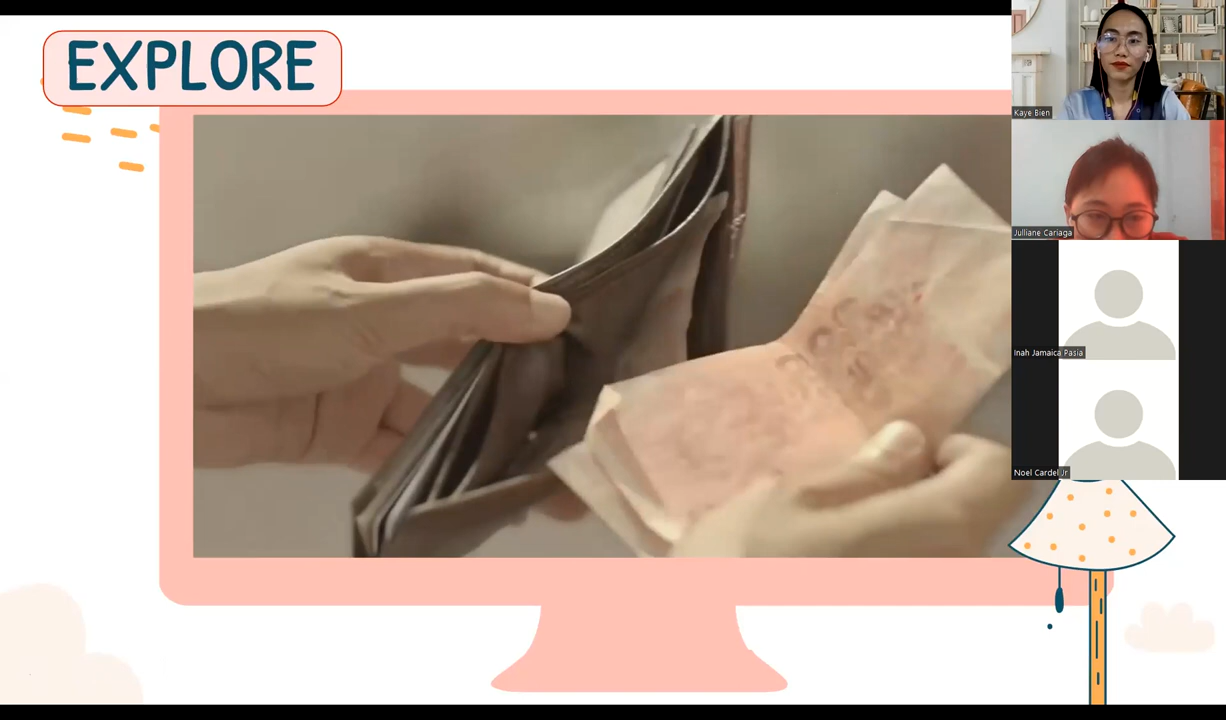 EXPLORE
Kaye Bien
Julliane Cariaga
Inah Jamaica Pasia
Noel Cardel Jr